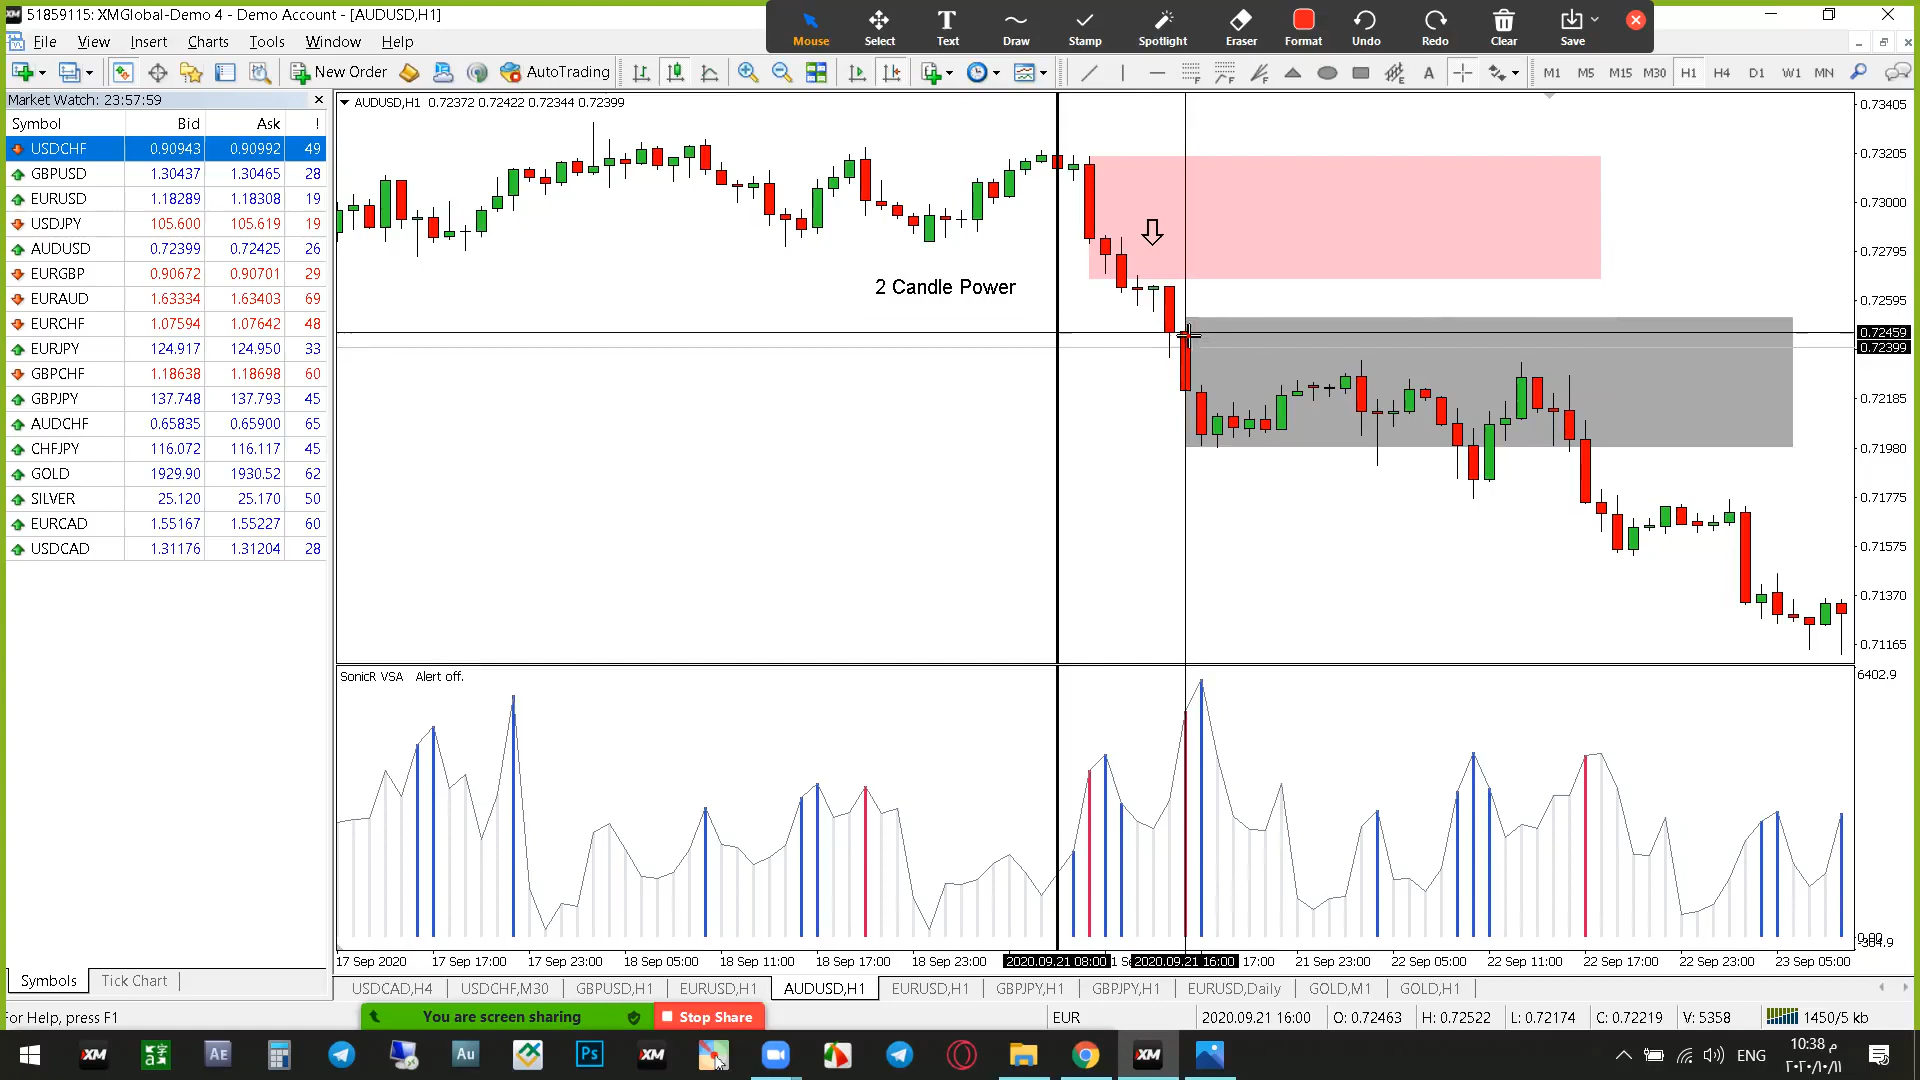 51859115: XMGlobal-Demo 4 - Demo Account - [AUDUSD,H1]
Mouse Select Text Draw Stamp Spotlight Eraser Format Undo Redo Clear Save
File View Insert Charts Tools Window Help
New Order AutoTrading A M1 M5 M15 M30 H1 H4 D1 W1 MN
Market Watch: 23:57:59
Symbol Bid Ask !
USDCHF 0.90943 0.90992 49
GBPUSD 1.30437 1.30465 28
EURUSD 1.18289 1.18308 19
USDJPY 105.600 105.619 19
AUDUSD 0.72399 0.72425 26
EURGBP 0.90672 0.90701 29
EURAUD 1.63334 1.63403 69
EURCHF 1.07594 1.07642 48
EURJPY 124.917 124.950 33
GBPCHF 1.18638 1.18698 60
GBPJPY 137.748 137.793 45
AUDCHF 0.65835 0.65900 65
CHFJPY 116.072 116.117 45
GOLD 1929.90 1930.52 62
SILVER 25.120 25.170 50
EURCAD 1.55167 1.55227 60
USDCAD 1.31176 1.31204 28
Symbols Tick Chart
AUDUSD,H1 0.72372 0.72422 0.72344 0.72399
2 Candle Power
0.73405
0.73205
0.73000
0.72795
0.72595
0.72459
0.72399
0.72185
0.71980
0.71775
0.71575
0.71370
0.71165
SonicR VSA Alert off.
6402.9
0.00
17 Sep 2020 17 Sep 17:00 17 Sep 23:00 18 Sep 05:00 18 Sep 11:00 18 Sep 17:00 18 Sep 23:00 2020.09.21 08:00 2020.09.21 16:00 17:00 21 Sep 23:00 22 Sep 05:00 22 Sep 11:00 22 Sep 17:00 22 Sep 23:00 23 Sep 05:00
USDCAD,H4 USDCHF,M30 GBPUSD,H1 EURUSD,H1 AUDUSD,H1 EURUSD,H1 GBPJPY,H1 GBPJPY,H1 EURUSD,Daily GOLD,M1 GOLD,H1
For Help, press F1
You are screen sharing Stop Share
EUR 2020.09.21 16:00 O: 0.72463 H: 0.72522 L: 0.72174 C: 0.72219 V: 5358 1450/5 kb
XM AE Au Ps XM XM
ENG
10:38 م
٢٠٢٠/١٠/١١